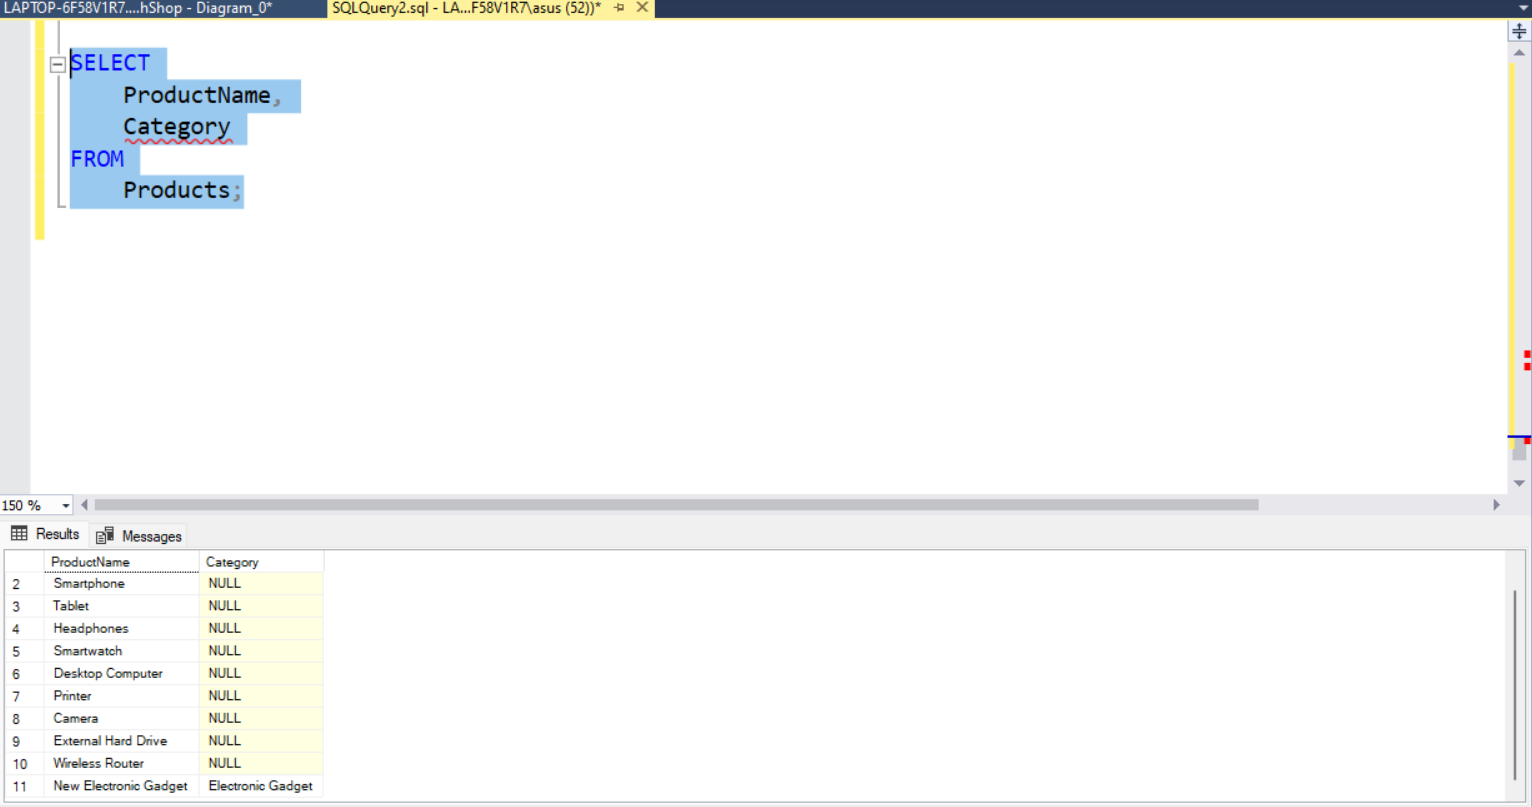 LAPTOP-6F58V1R7....hShop - Diagram_0*
SQLQuery2.sql - LA...F58V1R7\asus (52))*
SELECT
ProductName,
Category
FROM
Products;
150 %
Results
Messages
ProductName Category
2 Smartphone NULL
3 Tablet NULL
4 Headphones NULL
5 Smartwatch NULL
6 Desktop Computer NULL
7 Printer NULL
8 Camera NULL
9 External Hard Drive NULL
10 Wireless Router NULL
11 New Electronic Gadget Electronic Gadget